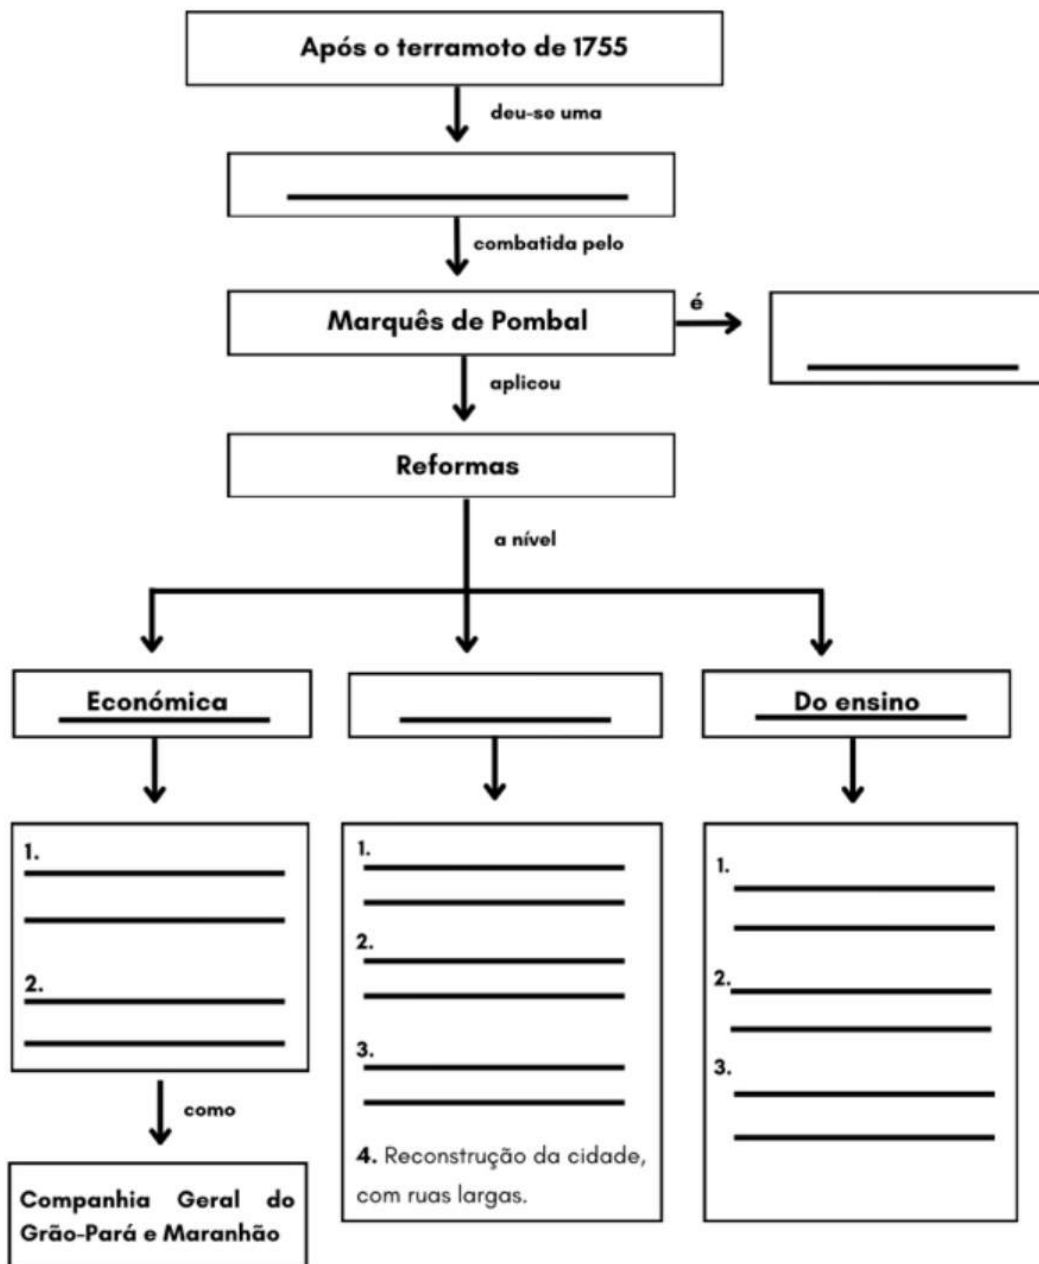 Após o terramoto de 1755
deu-se uma
combatida pelo
Marquês de Pombal
é
aplicou
Reformas
a nível
Económica
Do ensino
1.
2.
como
Companhia Geral do
Grão-Pará e Maranhão
1.
2.
3.
4. Reconstrução da cidade,
com ruas largas.
1.
2.
3.